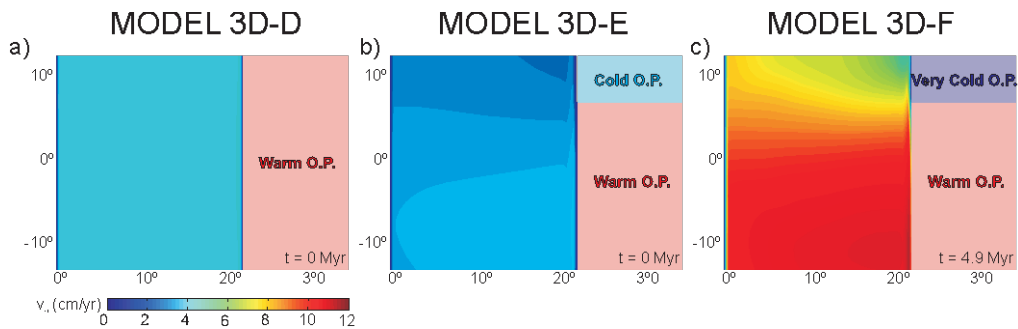 MODEL 3D-D
MODEL 3D-E
MODEL 3D-F
a)
b)
c)
10º
0º
-10º
Warm O.P.
t = 0 Myr
0º
10º
20º
3º0
10º
0º
-10º
Cold O.P.
Warm O.P.
t = 0 Myr
0º
10º
20º
3º0
10º
0º
-10º
Very Cold O.P.
Warm O.P.
t = 4.9 Myr
0º
10º
20º
3º0
(cm/yr)
0 2 4 6 8 10 12